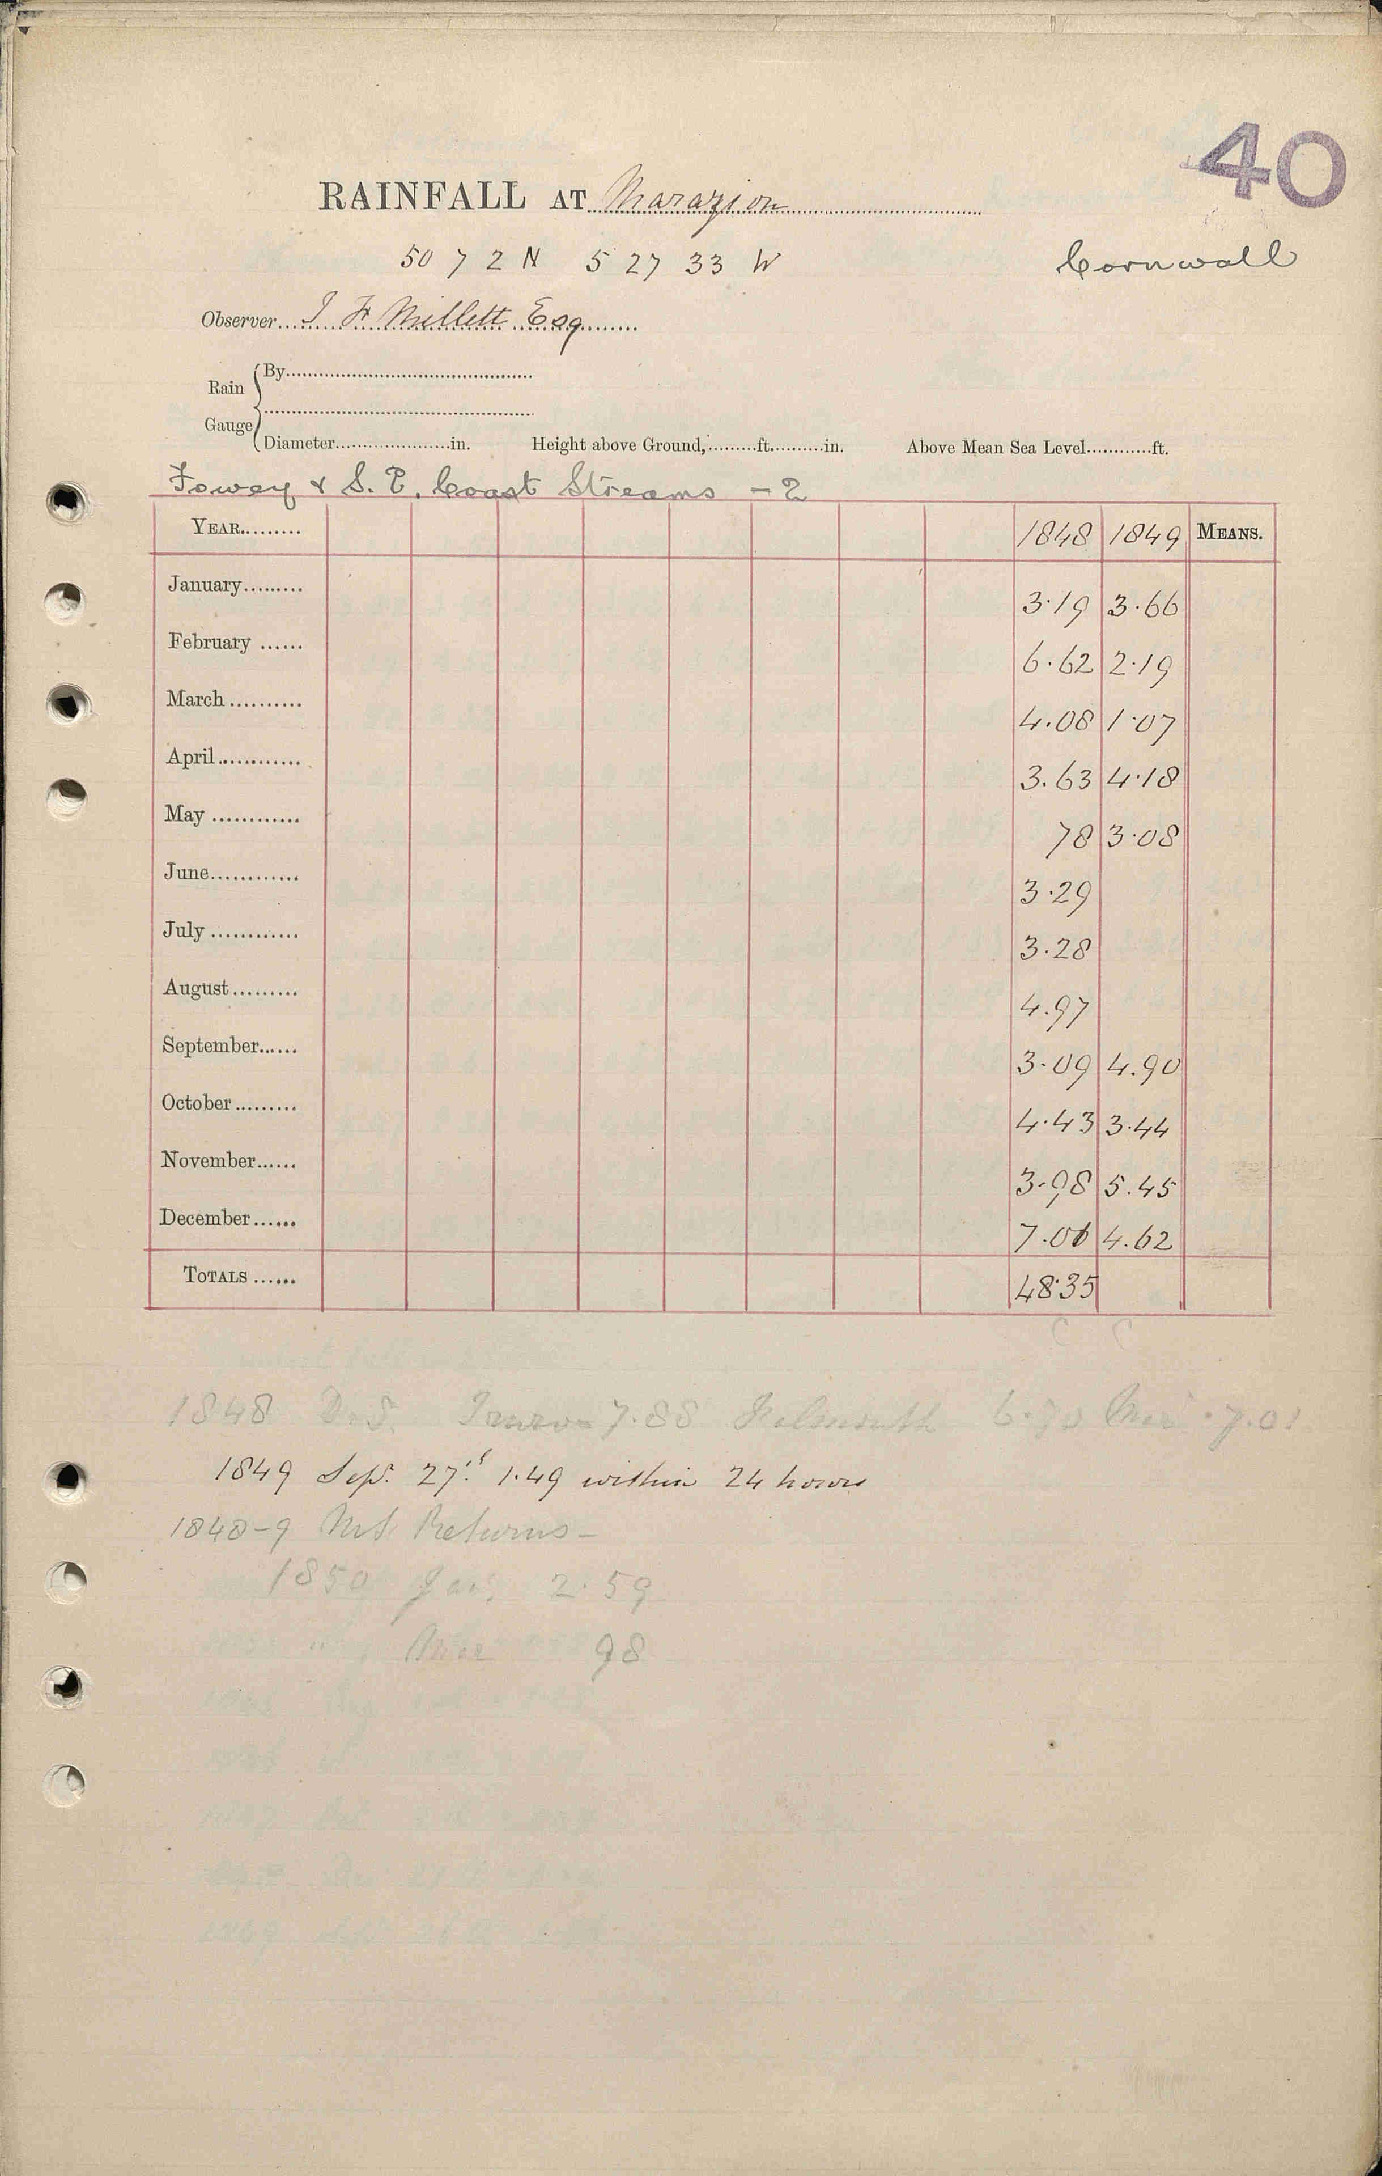 40
RAINFALL AT Marazion
50 7 2 N 5 27 33 W Cornwall
Observer J F Millett Esq
Rain Gauge By
Diameter in. Height above Ground, ft. in. Above Mean Sea Level ft.
Fowey & S. E. Coast Streams - 2
YEAR 1848 1849 MEANS.
January 3.19 3.66
February 6.62 2.19
March 4.08 1.07
April 3.63 4.18
May 78 3.08
June 3.29
July 3.28
August 4.97
September 3.09 4.90
October 4.43 3.44
November 3.98 5.45
December 7.01 4.62
TOTALS 48.35
C C
1848 Truro 7.88 Falmouth 6.70 7.01
1849 Sep. 27th 1.49 within 24 hours
1848-9 Returns -
1850 Jan 2.59
Mar 98